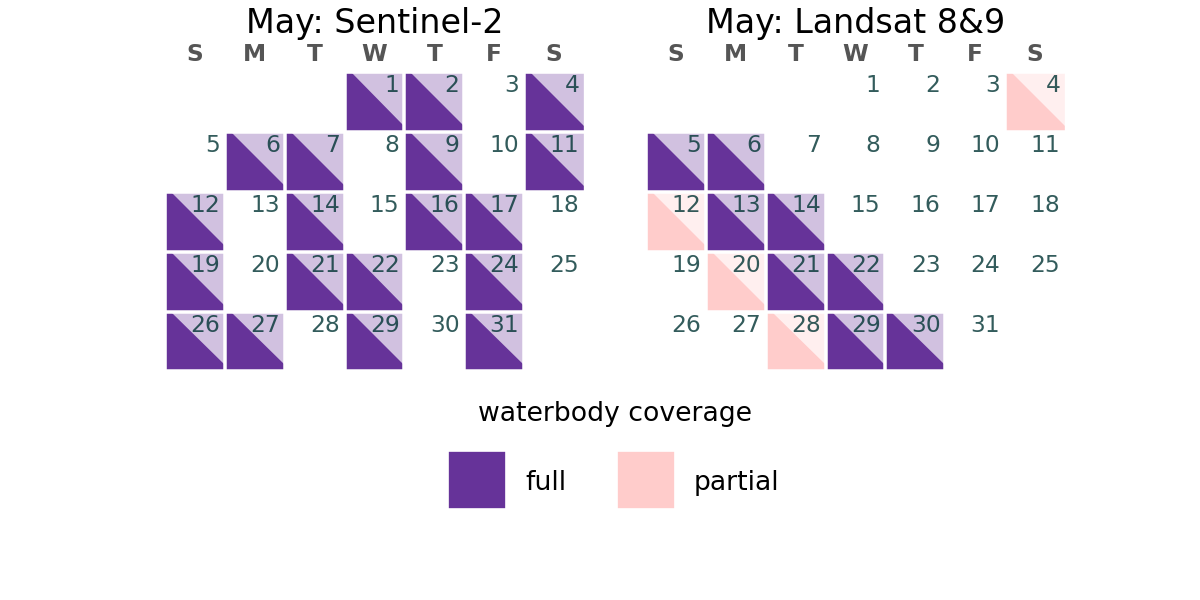 May: Sentinel-2
S M T W T F S
1 2 3 4
5 6 7 8 9 10 11
12 13 14 15 16 17 18
19 20 21 22 23 24 25
26 27 28 29 30 31
May: Landsat 8&9
S M T W T F S
1 2 3 4
5 6 7 8 9 10 11
12 13 14 15 16 17 18
19 20 21 22 23 24 25
26 27 28 29 30 31
waterbody coverage
full
partial